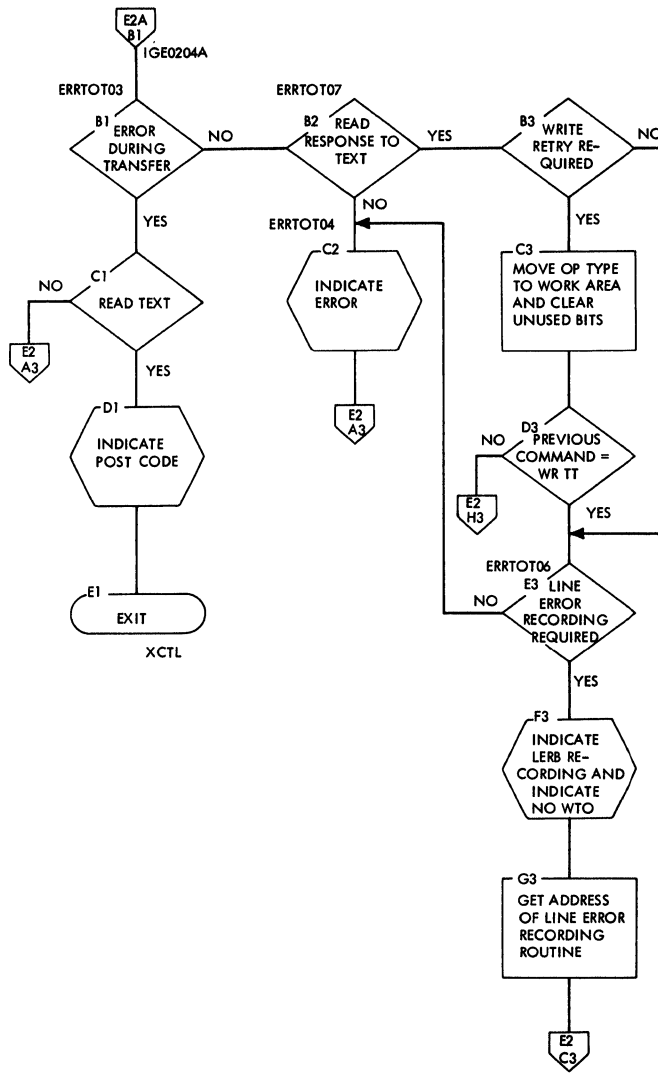 E2A
B1
IGE0204A
ERRTOT03
B1
ERROR
DURING
TRANSFER
NO
YES
C1
READ TEXT
NO
E2
A3
YES
D1
INDICATE
POST CODE
E1
EXIT
XCTL
ERRTOT07
B2
READ
RESPONSE TO
TEXT
YES
NO
ERRTOT04
C2
INDICATE
ERROR
E2
A3
B3
WRITE
RETRY RE-
QUIRED
NO
YES
C3
MOVE OP TYPE
TO WORK AREA
AND CLEAR
UNUSED BITS
D3
PREVIOUS
COMMAND =
WR TT
NO
E2
H3
YES
ERRTOT06
E3
LINE
ERROR
RECORDING
REQUIRED
NO
YES
F3
INDICATE
LERB RE-
CORDING AND
INDICATE
NO WTO
G3
GET ADDRESS
OF LINE ERROR
RECORDING
ROUTINE
E2
C3